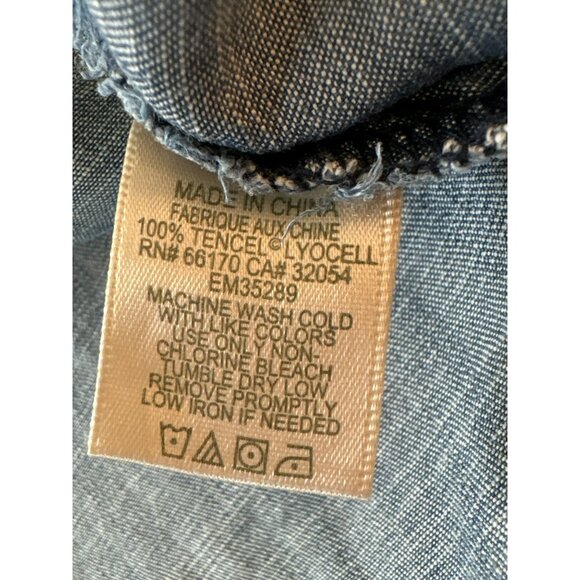 MADE IN CHINA
FABRIQUE AUX CHINE
100% TENCEL© LYOCELL
RN# 66170 CA# 32054
EM35289
MACHINE WASH COLD
WITH LIKE COLORS
USE ONLY NON-
CHLORINE BLEACH
TUMBLE DRY LOW
REMOVE PROMPTLY
LOW IRON IF NEEDED